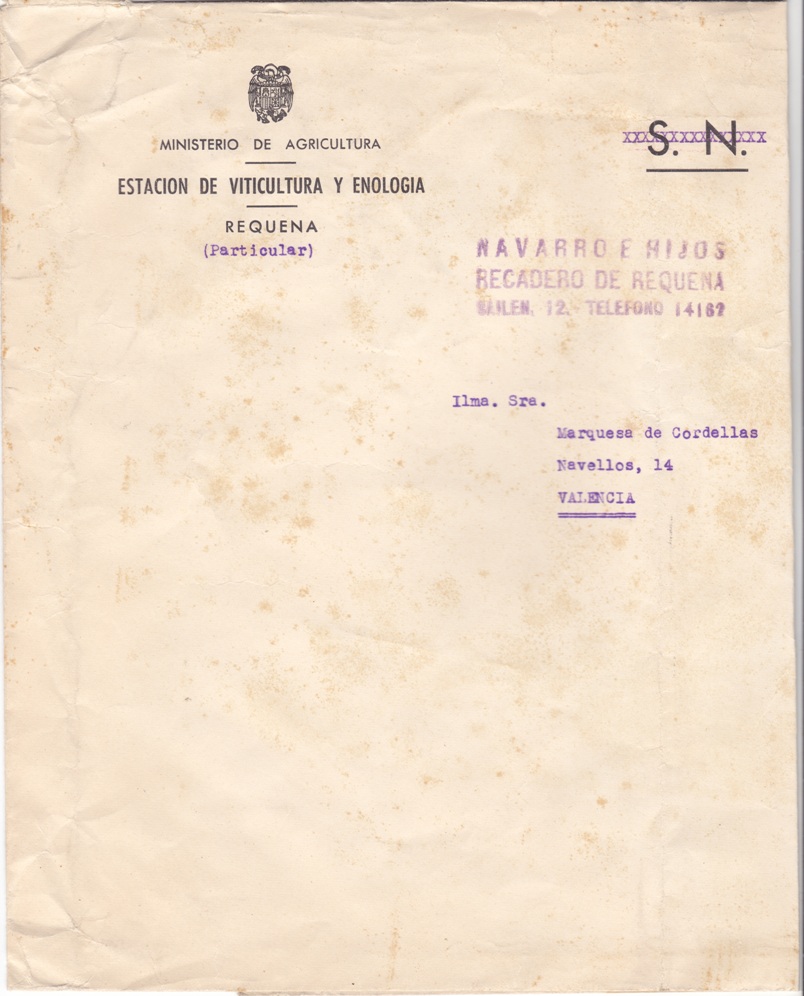 MINISTERIO DE AGRICULTURA
ESTACION DE VITICULTURA Y ENOLOGIA
REQUENA
(Particular)
S. N.
XXXXXXXXXXXXXXX
NAVARRO E HIJOS
RECADERO DE REQUENA
BAILEN, 12.- TELEFONO 14162
Ilma. Sra.
Marquesa de Cordellas
Navellos, 14
VALENCIA